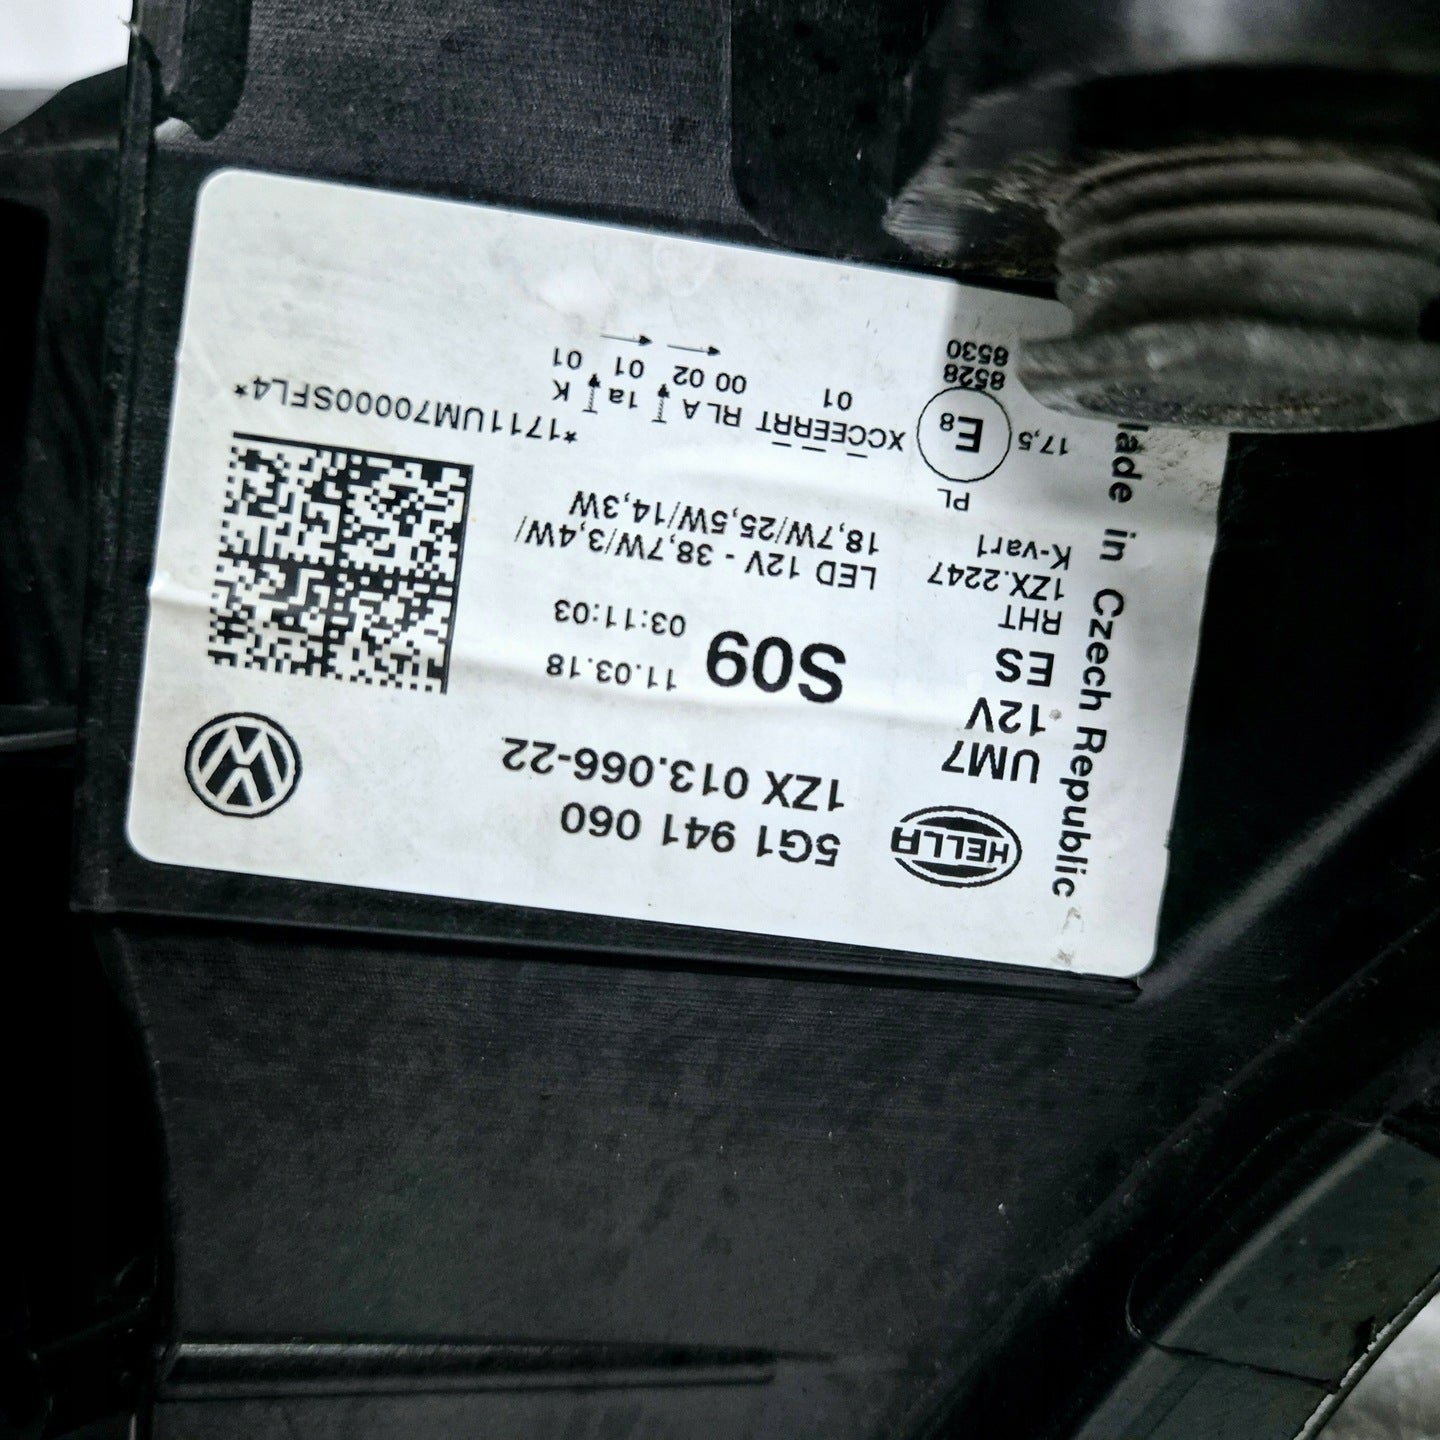 HELLA
5G1 941 060
1ZX 013.066-22
UM7
12V
ES
RHT
1ZX.2247
K-var1
S09
11.03.18
03:11:03
LED 12V - 38,7W/3,4W/
18,7W/25,5W/14,3W
PL
17,5
E8
8528
8530
XCCEERRT RLA 1a K
01 00 02 01 01
*1711UM70000SFL4*
in Czech Republic